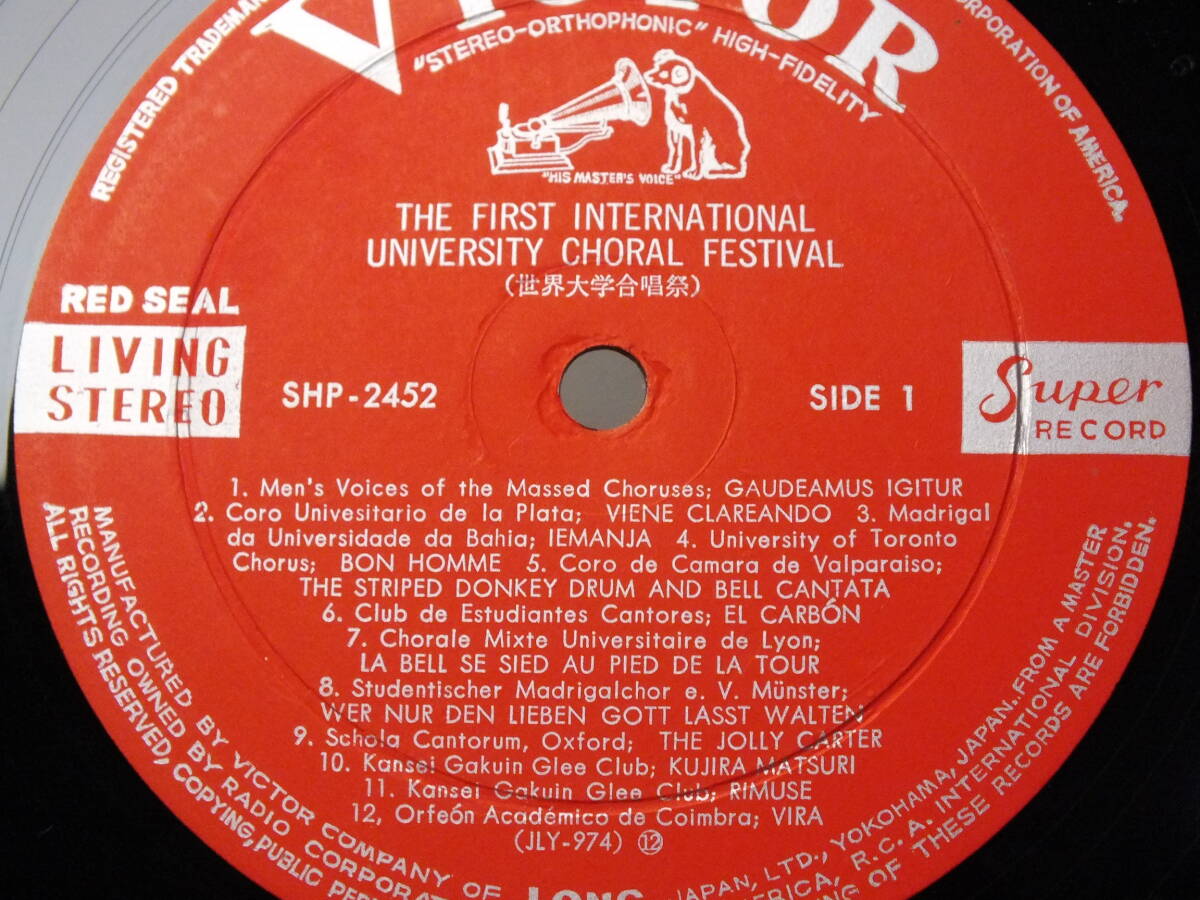 VICTOR
"STEREO-ORTHOPHONIC" HIGH-FIDELITY
REGISTERED
CORPORATION OF AMERICA.
"HIS MASTER'S VOICE"
THE FIRST INTERNATIONAL
UNIVERSITY CHORAL FESTIVAL
(世界大学合唱祭)
RED SEAL
LIVING
STEREO
SHP-2452
SIDE 1
Super
RECORD
1. Men's Voices of the Massed Choruses; GAUDEAMUS IGITUR
2. Coro Univesitario de la Plata; VIENE CLAREANDO 3. Madrigal
da Universidade da Bahia; IEMANJA 4. University of Toronto
Chorus; BON HOMME 5. Coro de Camara de Valparaiso;
THE STRIPED DONKEY DRUM AND BELL CANTATA
6. Club de Estudiantes Cantores; EL CARBÓN
7. Chorale Mixte Universitaire de Lyon;
LA BELL SE SIED AU PIED DE LA TOUR
8. Studentischer Madrigalchor e. V. Münster;
WER NUR DEN LIEBEN GOTT LASST WALTEN
9. Schola Cantorum, Oxford; THE JOLLY CARTER
10. Kansei Gakuin Glee Club; KUJIRA MATSURI
11. Kansei Gakuin Glee Club; RIMUSE
12, Orfeón Académico de Coimbra; VIRA
(JLY-974) ⑫
MANUFACTURED BY VICTOR COMPANY OF JAPAN, LTD., YOKOHAMA, JAPAN. FROM A MASTER
RECORDING OWNED BY RADIO R.C.A. INTERNATIONAL DIVISION,
ALL RIGHTS RESERVED, COPYING, PUBLIC OF THESE RECORDS ARE FORBIDDEN.
LONG